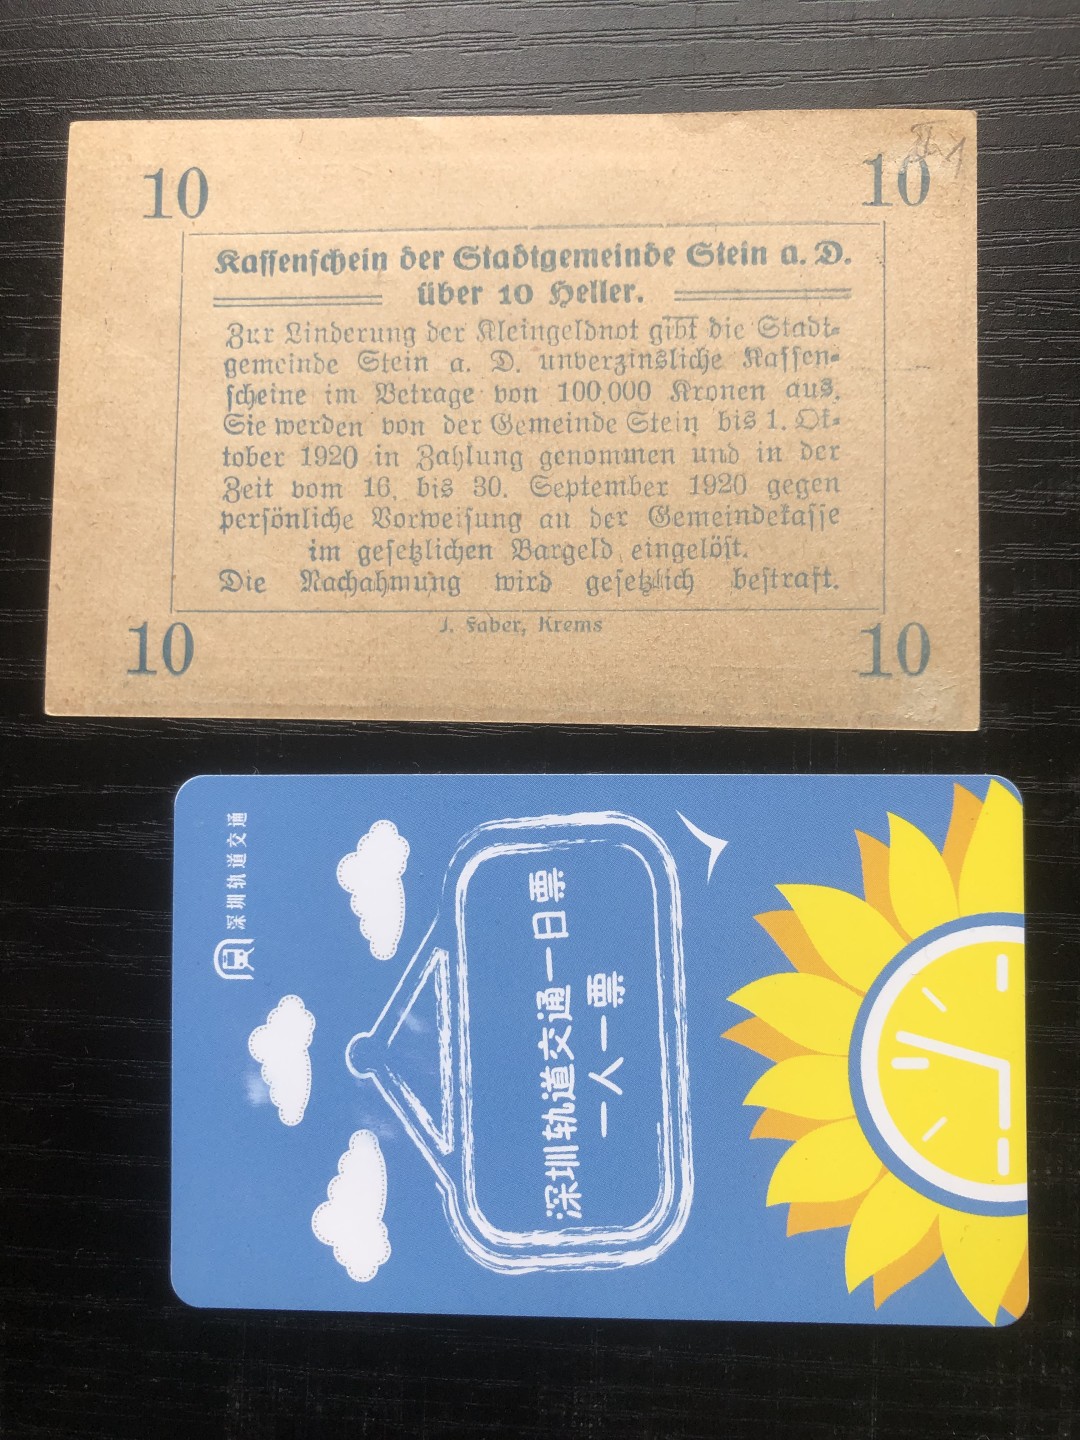 10
10
Kassenschein der Stadtgemeinde Stein a. D.
über 10 Heller.
Zur Linderung der Kleingeldnot gibt die Stadt-
gemeinde Stein a. D. unverzinsliche Kassen-
scheine im Betrage von 100.000 Kronen aus.
Sie werden von der Gemeinde Stein bis 1. Ok-
tober 1920 in Zahlung genommen und in der
Zeit vom 16. bis 30. September 1920 gegen
persönliche Vorweisung an der Gemeindekasse
im gesetzlichen Bargeld eingelöst.
Die Nachahmung wird gesetzlich bestraft.
J. Faber, Krems
10
10
深圳轨道交通
深圳轨道交通一日票
一人一票